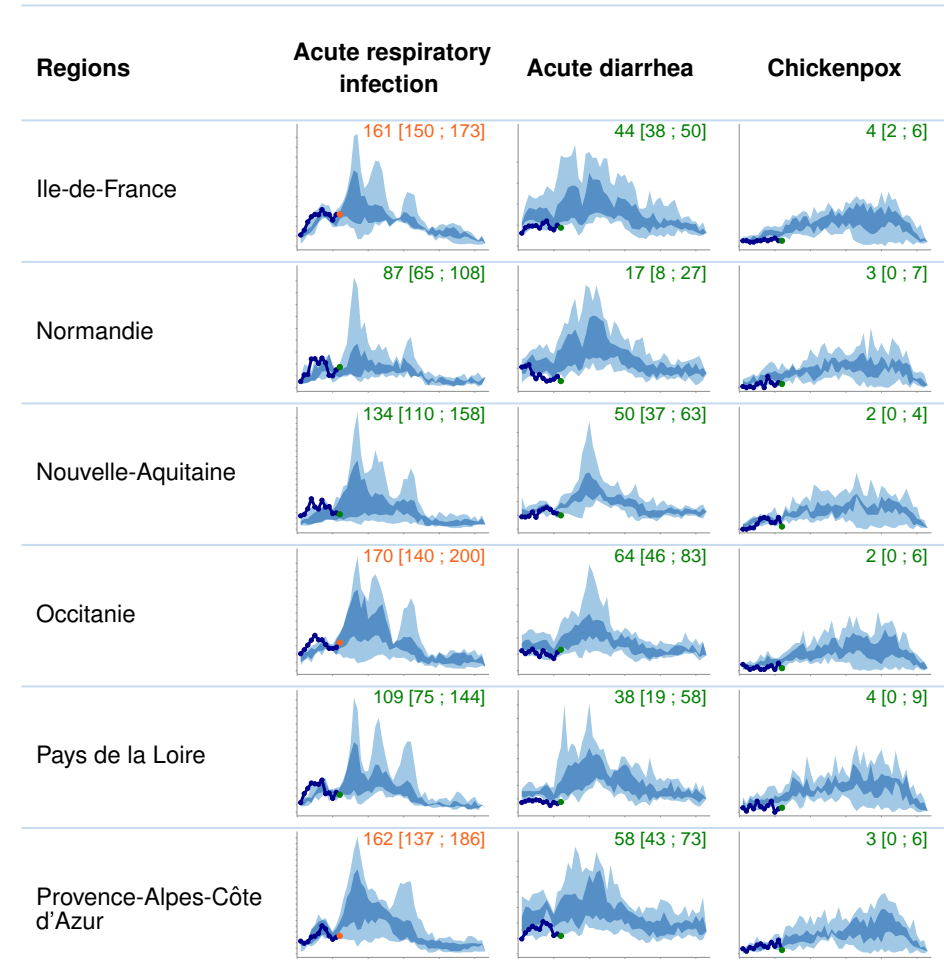 Regions
Acute respiratory
infection
Acute diarrhea
Chickenpox
Ile-de-France
161 [150 ; 173]
44 [38 ; 50]
4 [2 ; 6]
Normandie
87 [65 ; 108]
17 [8 ; 27]
3 [0 ; 7]
Nouvelle-Aquitaine
134 [110 ; 158]
50 [37 ; 63]
2 [0 ; 4]
Occitanie
170 [140 ; 200]
64 [46 ; 83]
2 [0 ; 6]
Pays de la Loire
109 [75 ; 144]
38 [19 ; 58]
4 [0 ; 9]
Provence-Alpes-Côte
d'Azur
162 [137 ; 186]
58 [43 ; 73]
3 [0 ; 6]